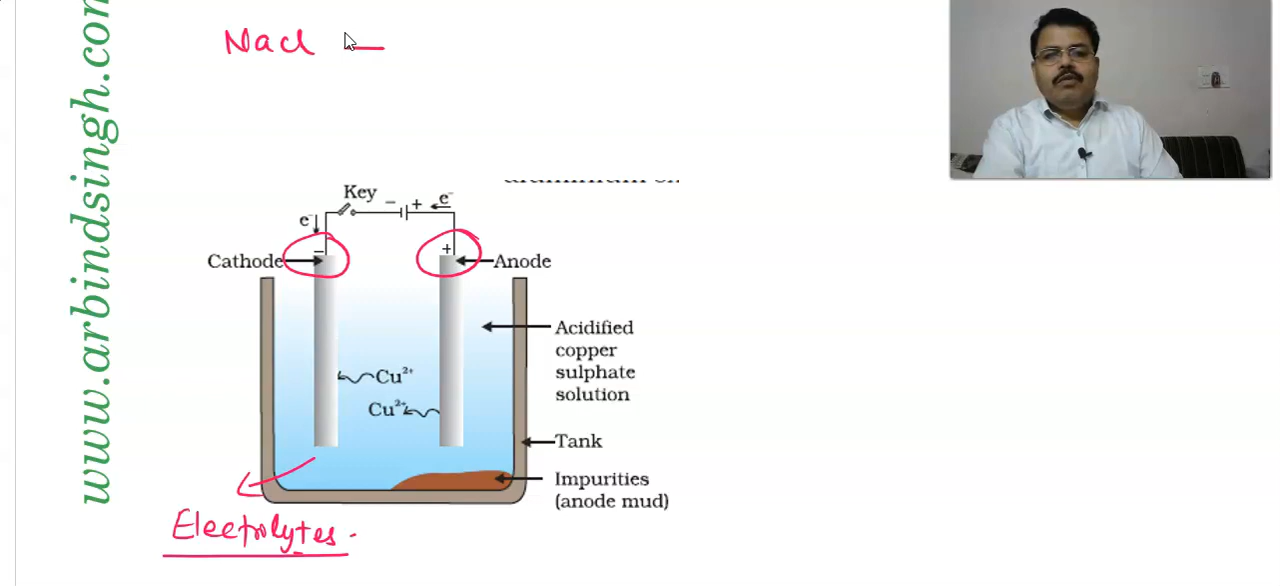 www.arbindsingh.com
Nacl
Key
e⁻
− + e⁻
− +
Cathode
Anode
Acidified
copper
sulphate
solution
Cu²⁺
Cu²⁺
Tank
Impurities
(anode mud)
Electrolytes.